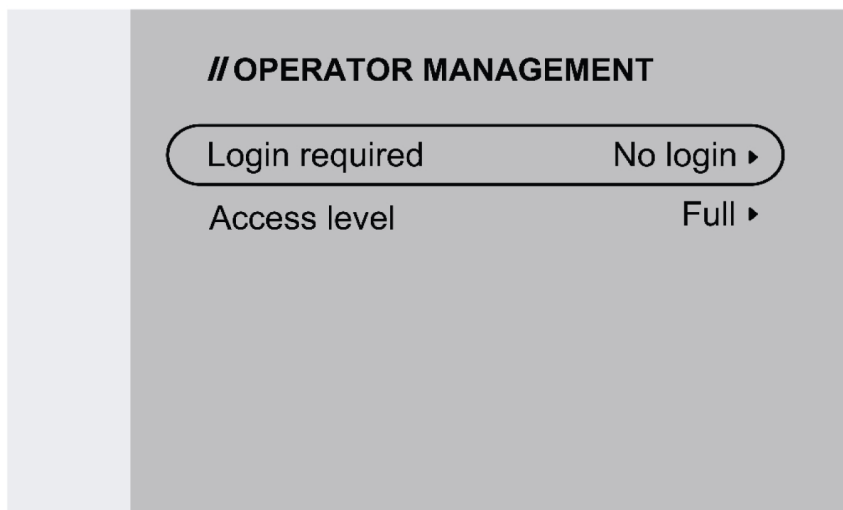 // OPERATOR MANAGEMENT
Login required No login ▸
Access level Full ▸